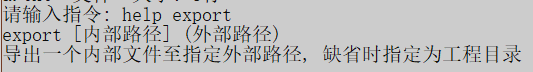 请输入指令: help export
export [内部路径] (外部路径)
导出一个内部文件至指定外部路径, 缺省时指定为工程目录